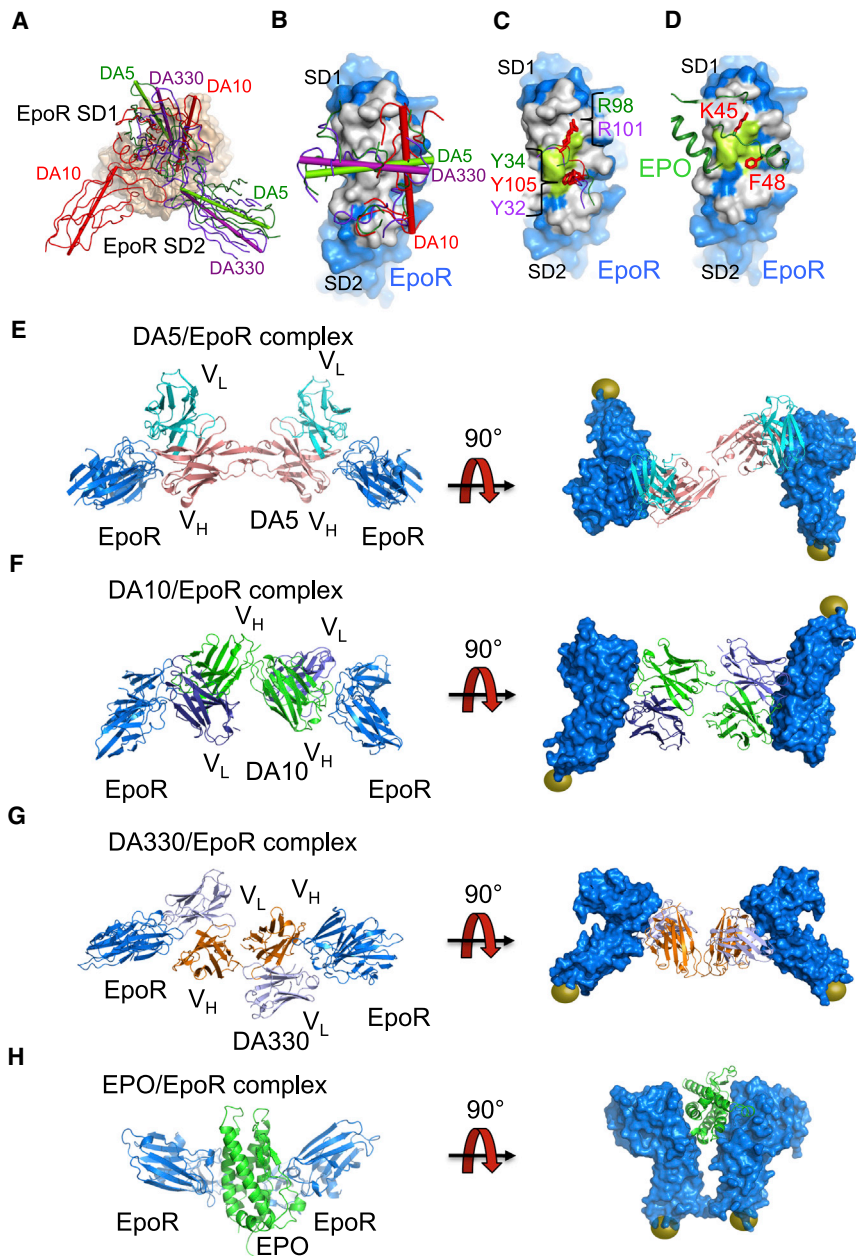 A
DA5
DA330
DA10
EpoR SD1
DA10
DA5
EpoR SD2
DA330
B
SD1
DA5
DA330
DA10
SD2
EpoR
C
SD1
R98
R101
Y34
Y105
Y32
SD2
EpoR
D
SD1
K45
EPO
F48
SD2
EpoR
E
DA5/EpoR complex
VL
VL
90°
EpoR
VH
DA5
VH
EpoR
F
DA10/EpoR complex
VH
VL
90°
EpoR
VL
DA10
VH
EpoR
G
DA330/EpoR complex
VL
VH
90°
EpoR
VH
DA330
VL
EpoR
H
EPO/EpoR complex
90°
EpoR
EPO
EpoR